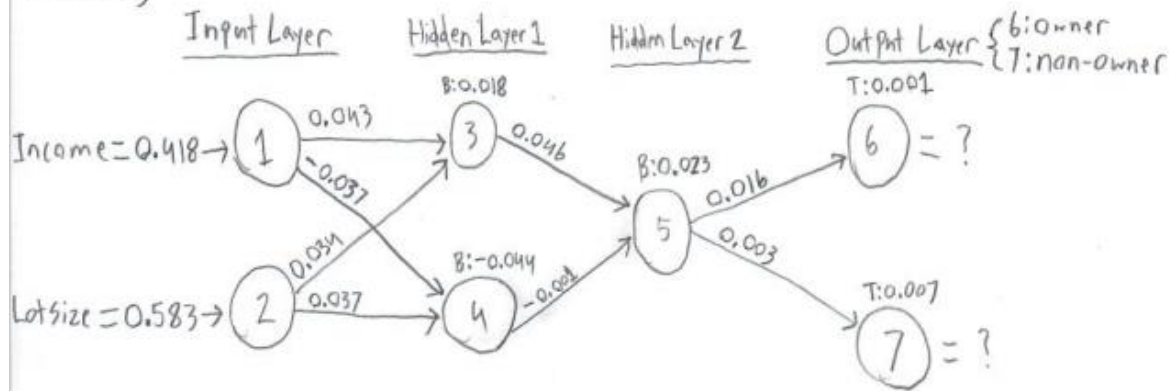 Input Layer
Hidden Layer 1
Hidden Layer 2
Output Layer { 6: Owner
{ 7: non-owner
B:0.018
T:0.001
Income=0.418→
1
0.043
3
0.046
6
= ?
-0.037
B:0.023
0.016
5
0.034
0.003
B:-0.044
Lotsize=0.583→
2
0.037
4
-0.001
T:0.007
7
= ?